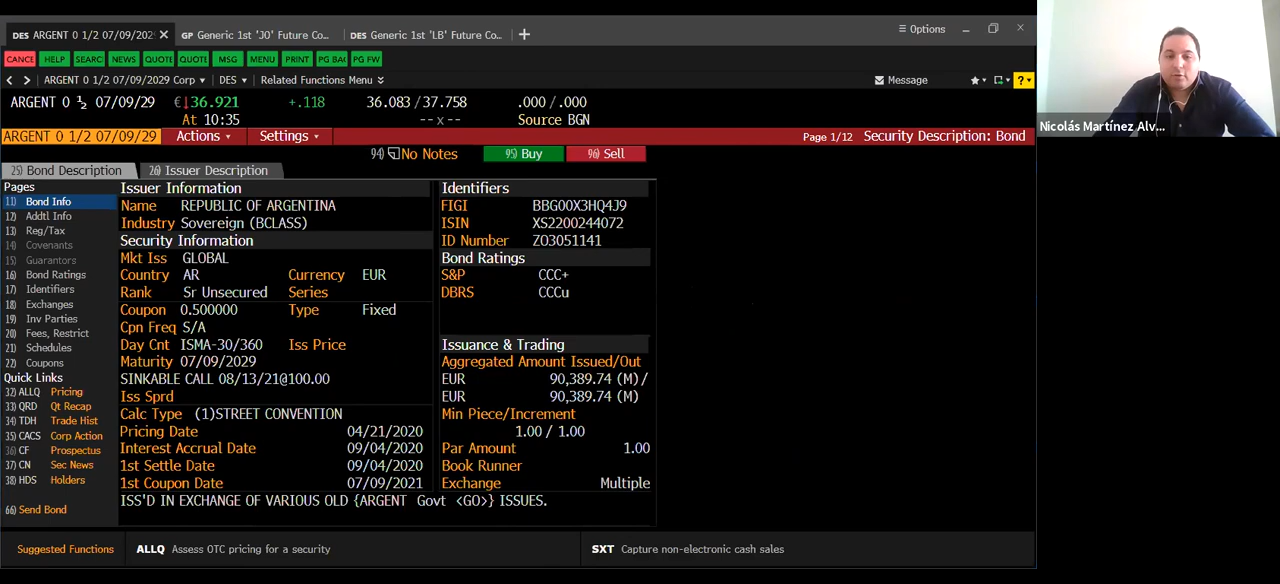 DES ARGENT 0 1/2 07/09/202 × GP Generic 1st 'JO' Future Co... DES Generic 1st 'LB' Future Co... +
Options
CANCE HELP SEARC NEWS QUOTE QUOTE MSG MENU PRINT PG BA PG FW
< > ARGENT 0 1/2 07/09/2029 Corp DES Related Functions Menu
Message
ARGENT 0 ½ 07/09/29 €↓36.921 +.118 36.083/37.758 .000/.000
At 10:35 --x-- Source BGN
ARGENT 0 1/2 07/09/29 Actions Settings Page 1/12 Security Description: Bond
94) No Notes 95) Buy 96) Sell
25) Bond Description 26) Issuer Description
Pages
11) Bond Info
12) Addtl Info
13) Reg/Tax
14) Covenants
15) Guarantors
16) Bond Ratings
17) Identifiers
18) Exchanges
19) Inv Parties
20) Fees, Restrict
21) Schedules
22) Coupons
Quick Links
32) ALLQ Pricing
33) QRD Qt Recap
34) TDH Trade Hist
35) CACS Corp Action
36) CF Prospectus
37) CN Sec News
38) HDS Holders
66) Send Bond
Issuer Information
Name REPUBLIC OF ARGENTINA
Industry Sovereign (BCLASS)
Security Information
Mkt Iss GLOBAL
Country AR Currency EUR
Rank Sr Unsecured Series
Coupon 0.500000 Type Fixed
Cpn Freq S/A
Day Cnt ISMA-30/360 Iss Price
Maturity 07/09/2029
SINKABLE CALL 08/13/21@100.00
Iss Sprd
Calc Type (1)STREET CONVENTION
Pricing Date 04/21/2020
Interest Accrual Date 09/04/2020
1st Settle Date 09/04/2020
1st Coupon Date 07/09/2021
ISS'D IN EXCHANGE OF VARIOUS OLD {ARGENT Govt <GO>} ISSUES.
Identifiers
FIGI BBG00X3HQ4J9
ISIN XS2200244072
ID Number ZO3051141
Bond Ratings
S&P CCC+
DBRS CCCu
Issuance & Trading
Aggregated Amount Issued/Out
EUR 90,389.74 (M)/
EUR 90,389.74 (M)
Min Piece/Increment
1.00 / 1.00
Par Amount 1.00
Book Runner
Exchange Multiple
Suggested Functions ALLQ Assess OTC pricing for a security SXT Capture non-electronic cash sales
Nicolás Martínez Alv...